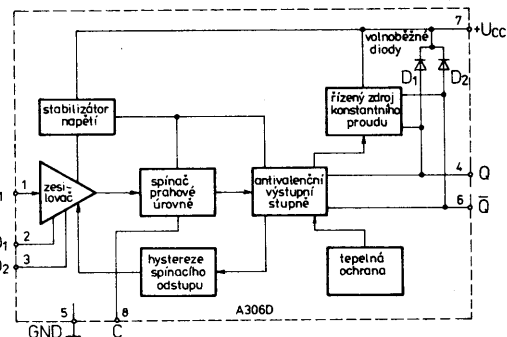 7
+Ucc
volnoběžné
diody
D1
D2
stabilizátor
napětí
řízený zdroj
konstantního
proudu
1
zesi-
lovač
spínač
prahové
úrovně
antivalenční
výstupní
stupně
4
Q
6
Q̅
2
3
hystereze
spínacího
odstupu
tepelná
ochrana
5
8
A306D
GND
C